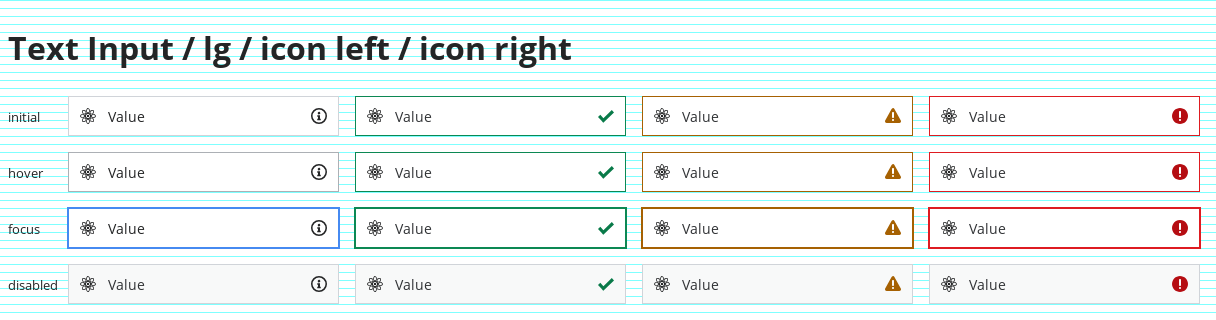 Text Input / lg / icon left / icon right
initial Value Value Value Value
hover Value Value Value Value
focus Value Value Value Value
disabled Value Value Value Value